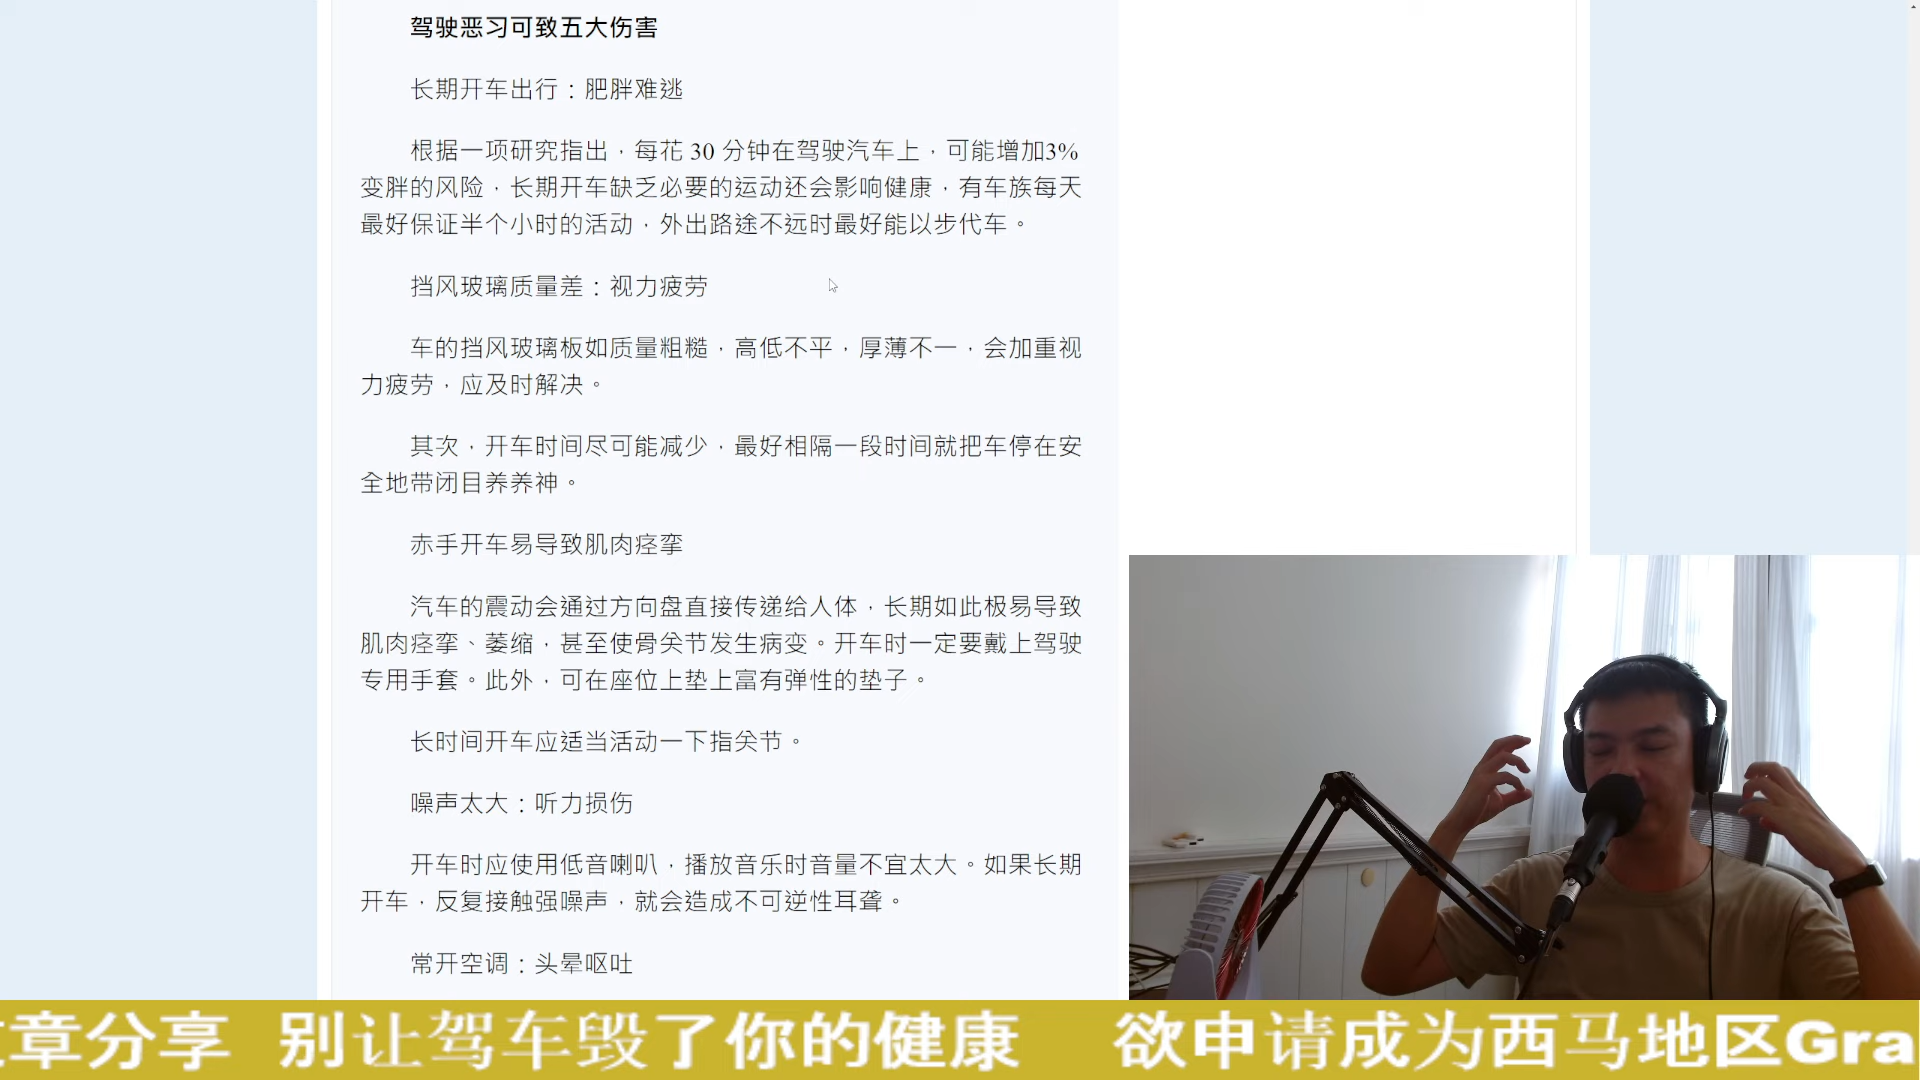 驾驶恶习可致五大伤害
长期开车出行：肥胖难逃
根据一项研究指出，每花 30 分钟在驾驶汽车上，可能增加3%
变胖的风险，长期开车缺乏必要的运动还会影响健康，有车族每天
最好保证半个小时的活动，外出路途不远时最好能以步代车。
挡风玻璃质量差：视力疲劳
车的挡风玻璃板如质量粗糙，高低不平，厚薄不一，会加重视
力疲劳，应及时解决。
其次，开车时间尽可能减少，最好相隔一段时间就把车停在安
全地带闭目养养神。
赤手开车易导致肌肉痉挛
汽车的震动会通过方向盘直接传递给人体，长期如此极易导致
肌肉痉挛、萎缩，甚至使骨关节发生病变。开车时一定要戴上驾驶
专用手套。此外，可在座位上垫上富有弹性的垫子。
长时间开车应适当活动一下指关节。
噪声太大：听力损伤
开车时应使用低音喇叭，播放音乐时音量不宜太大。如果长期
开车，反复接触强噪声，就会造成不可逆性耳聋。
常开空调：头晕呕吐
章分享 别让驾车毁了你的健康 欲申请成为西马地区Gra